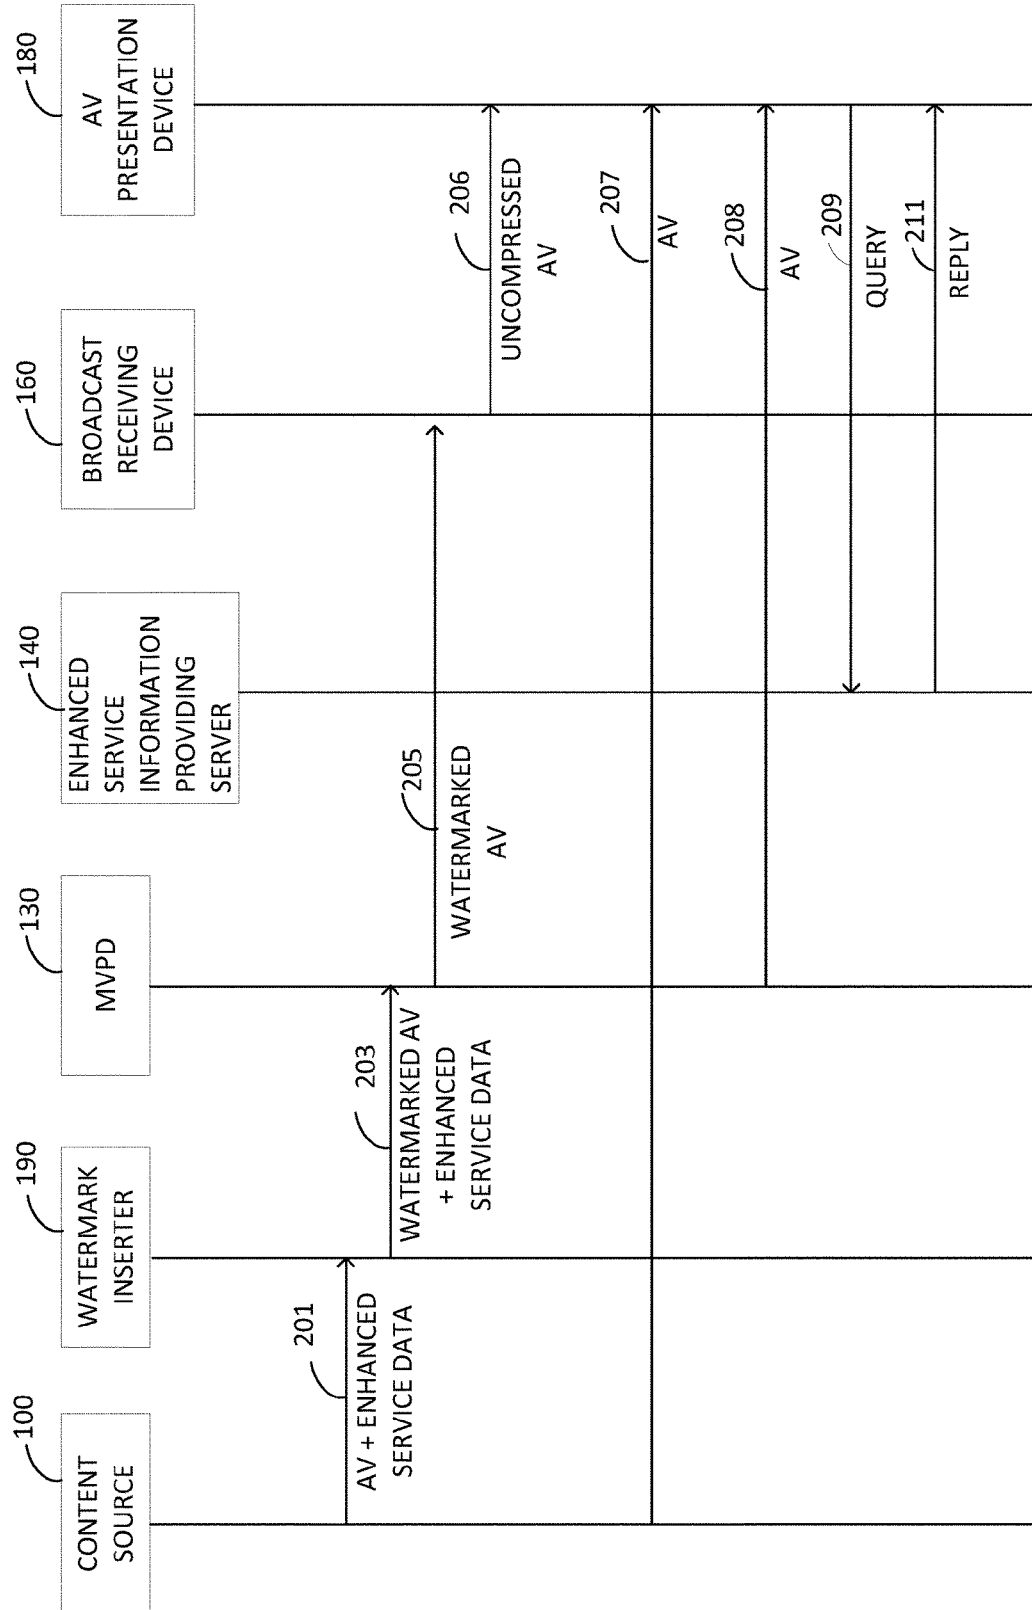 100
CONTENT
SOURCE
190
WATERMARK
INSERTER
130
MVPD
140
ENHANCED
SERVICE
INFORMATION
PROVIDING
SERVER
160
BROADCAST
RECEIVING
DEVICE
180
AV
PRESENTATION
DEVICE
201
AV + ENHANCED
SERVICE DATA
203
WATERMARKED AV
+ ENHANCED
SERVICE DATA
205
WATERMARKED
AV
206
UNCOMPRESSED
AV
207
AV
208
AV
209
QUERY
211
REPLY